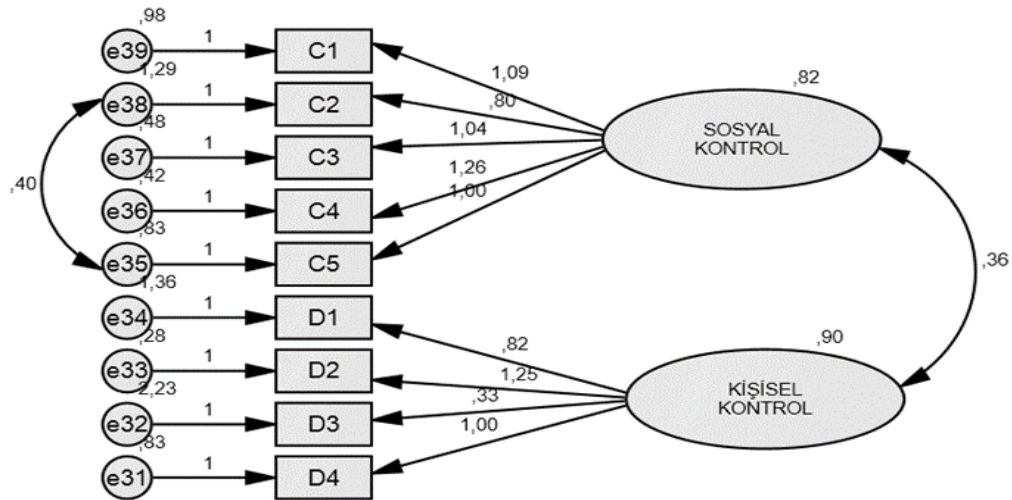 ,98
e39 1 C1
1,29
e38 1 C2
,48
e37 1 C3
,42
e36 1 C4
,83
e35 1 C5
1,36
e34 1 D1
,28
e33 1 D2
2,23
e32 1 D3
,83
e31 1 D4
,40
1,09
,80
1,04
1,26
1,00
,82
SOSYAL
KONTROL
,36
,82
1,25
,33
1,00
,90
KİŞİSEL
KONTROL